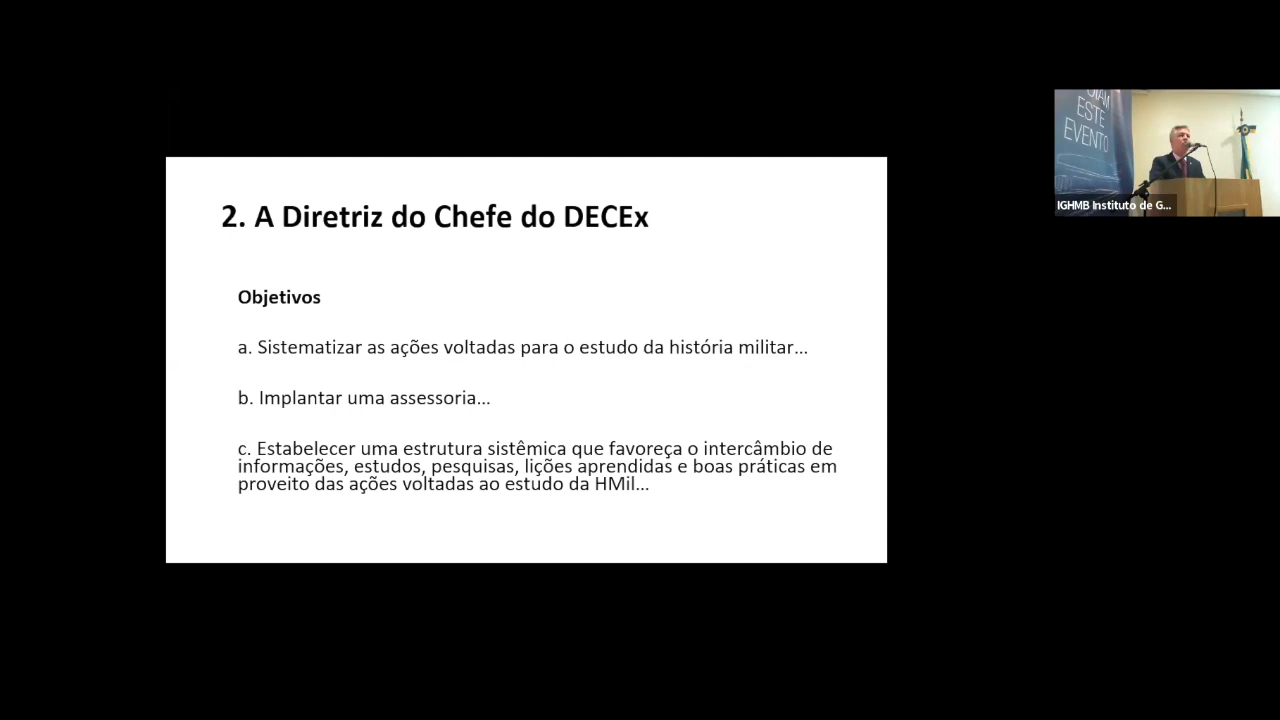 2. A Diretriz do Chefe do DECEx
Objetivos
a. Sistematizar as ações voltadas para o estudo da história militar...
b. Implantar uma assessoria...
c. Estabelecer uma estrutura sistêmica que favoreça o intercâmbio de
informações, estudos, pesquisas, lições aprendidas e boas práticas em
proveito das ações voltadas ao estudo da HMil...
ESTE
EVENTO
IGHMB Instituto de G...